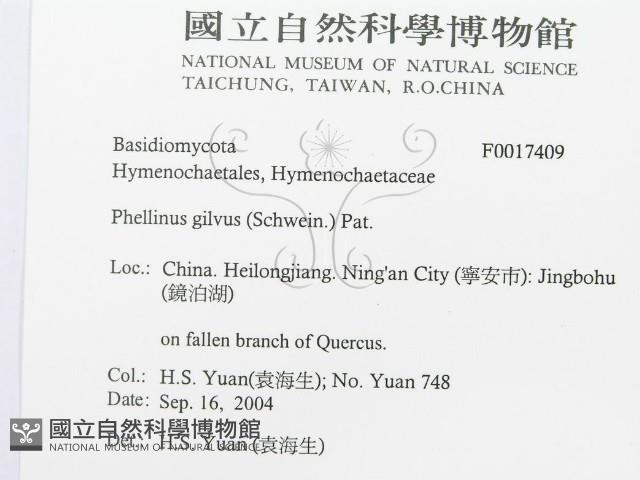 國立自然科學博物館
NATIONAL MUSEUM OF NATURAL SCIENCE
TAICHUNG, TAIWAN, R.O.CHINA
Basidiomycota F0017409
Hymenochaetales, Hymenochaetaceae
Phellinus gilvus (Schwein.) Pat.
Loc.: China. Heilongjiang. Ning'an City (寧安市): Jingbohu
(鏡泊湖)
on fallen branch of Quercus.
Col.: H.S. Yuan(袁海生); No. Yuan 748
Date: Sep. 16, 2004
Det.: H.S. Yuan (袁海生)
國立自然科學博物館
NATIONAL MUSEUM OF NATURAL SCIENCE